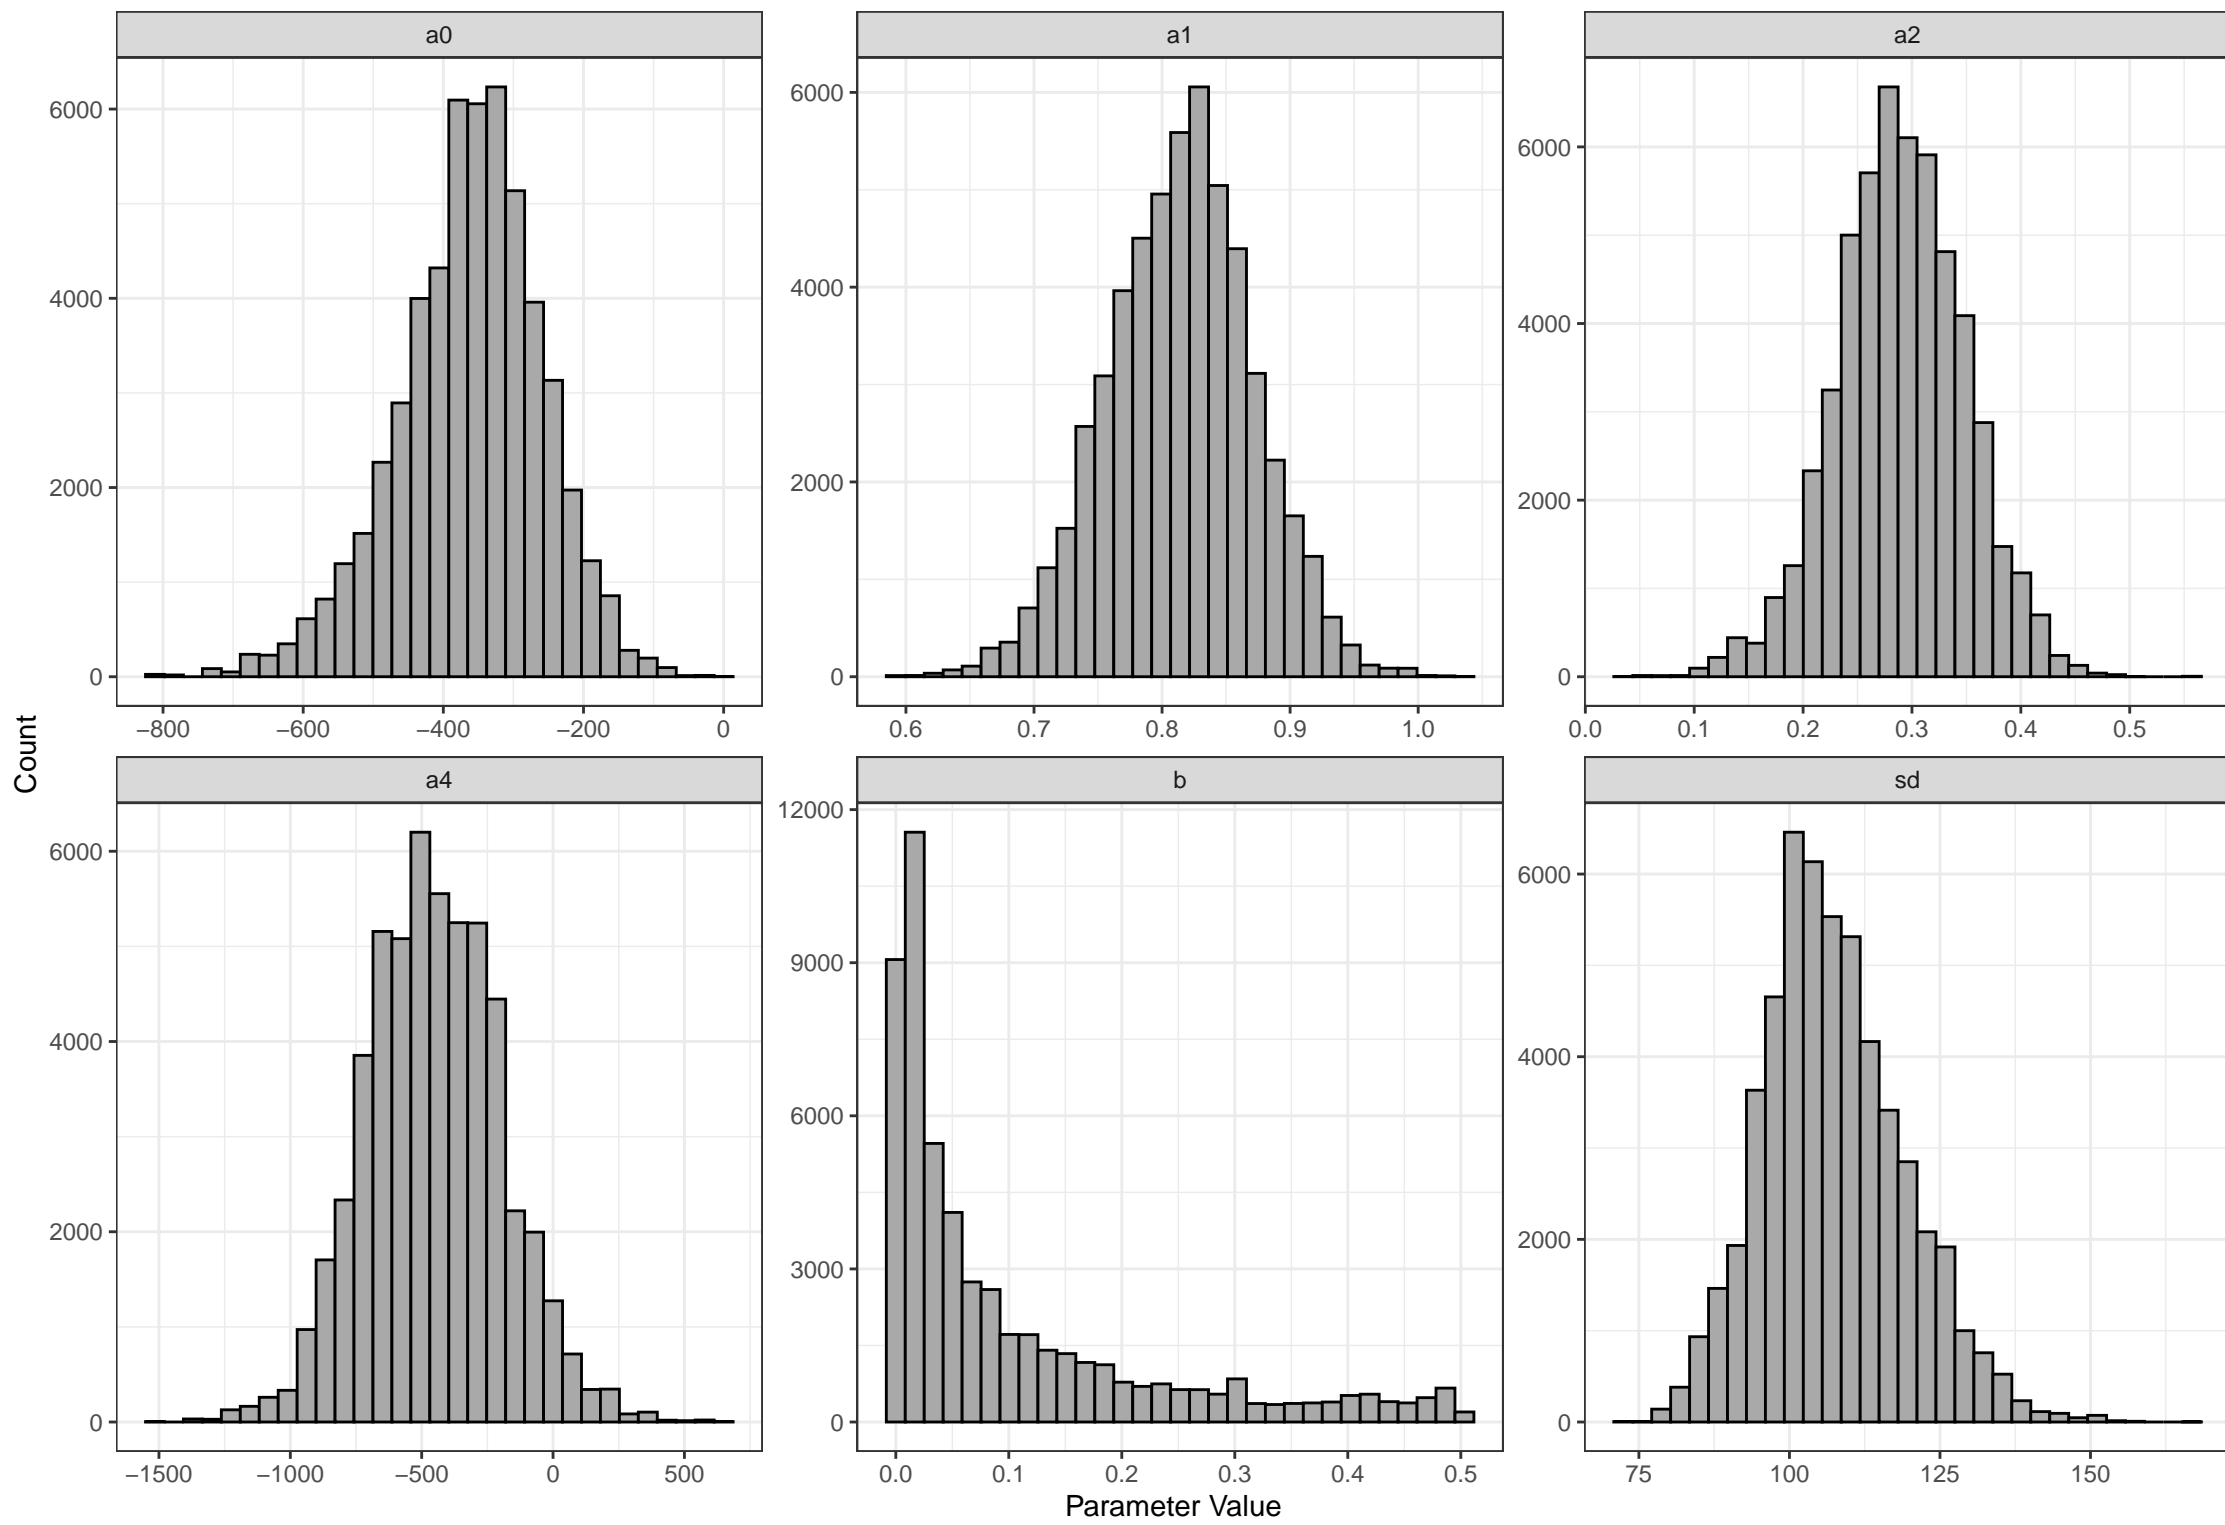 a0 a1 a2
6000 6000 6000
4000 4000 4000
2000 2000 2000
0 0 0
−800 −600 −400 −200 0 0.6 0.7 0.8 0.9 1.0 0.0 0.1 0.2 0.3 0.4 0.5
Count
a4 b sd
6000 12000 6000
4000 9000 4000
2000 6000 2000
0 3000 0
0
−1500 −1000 −500 0 500 0.0 0.1 0.2 0.3 0.4 0.5 75 100 125 150
Parameter Value